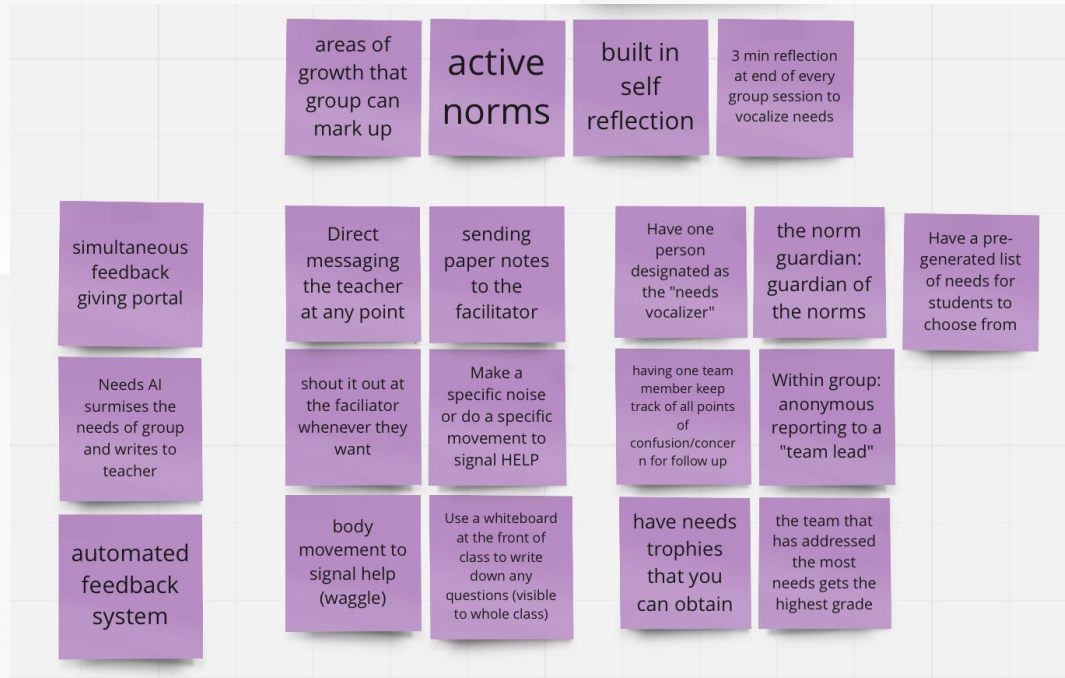 areas of
growth that
group can
mark up
active
norms
built in
self
reflection
3 min reflection
at end of every
group session to
vocalize needs
simultaneous
feedback
giving portal
Needs AI
surmises the
needs of group
and writes to
teacher
automated
feedback
system
Direct
messaging
the teacher
at any point
sending
paper notes
to the
facilitator
shout it out at
the faciliator
whenever they
want
Make a
specific noise
or do a specific
movement to
signal HELP
body
movement to
signal help
(waggle)
Use a whiteboard
at the front of
class to write
down any
questions (visible
to whole class)
Have one
person
designated as
the "needs
vocalizer"
the norm
guardian:
guardian of
the norms
Have a pre-
generated list
of needs for
students to
choose from
having one team
member keep
track of all points
of
confusion/concer
n for follow up
Within group:
anonymous
reporting to a
"team lead"
have needs
trophies
that you
can obtain
the team that
has addressed
the most
needs gets the
highest grade